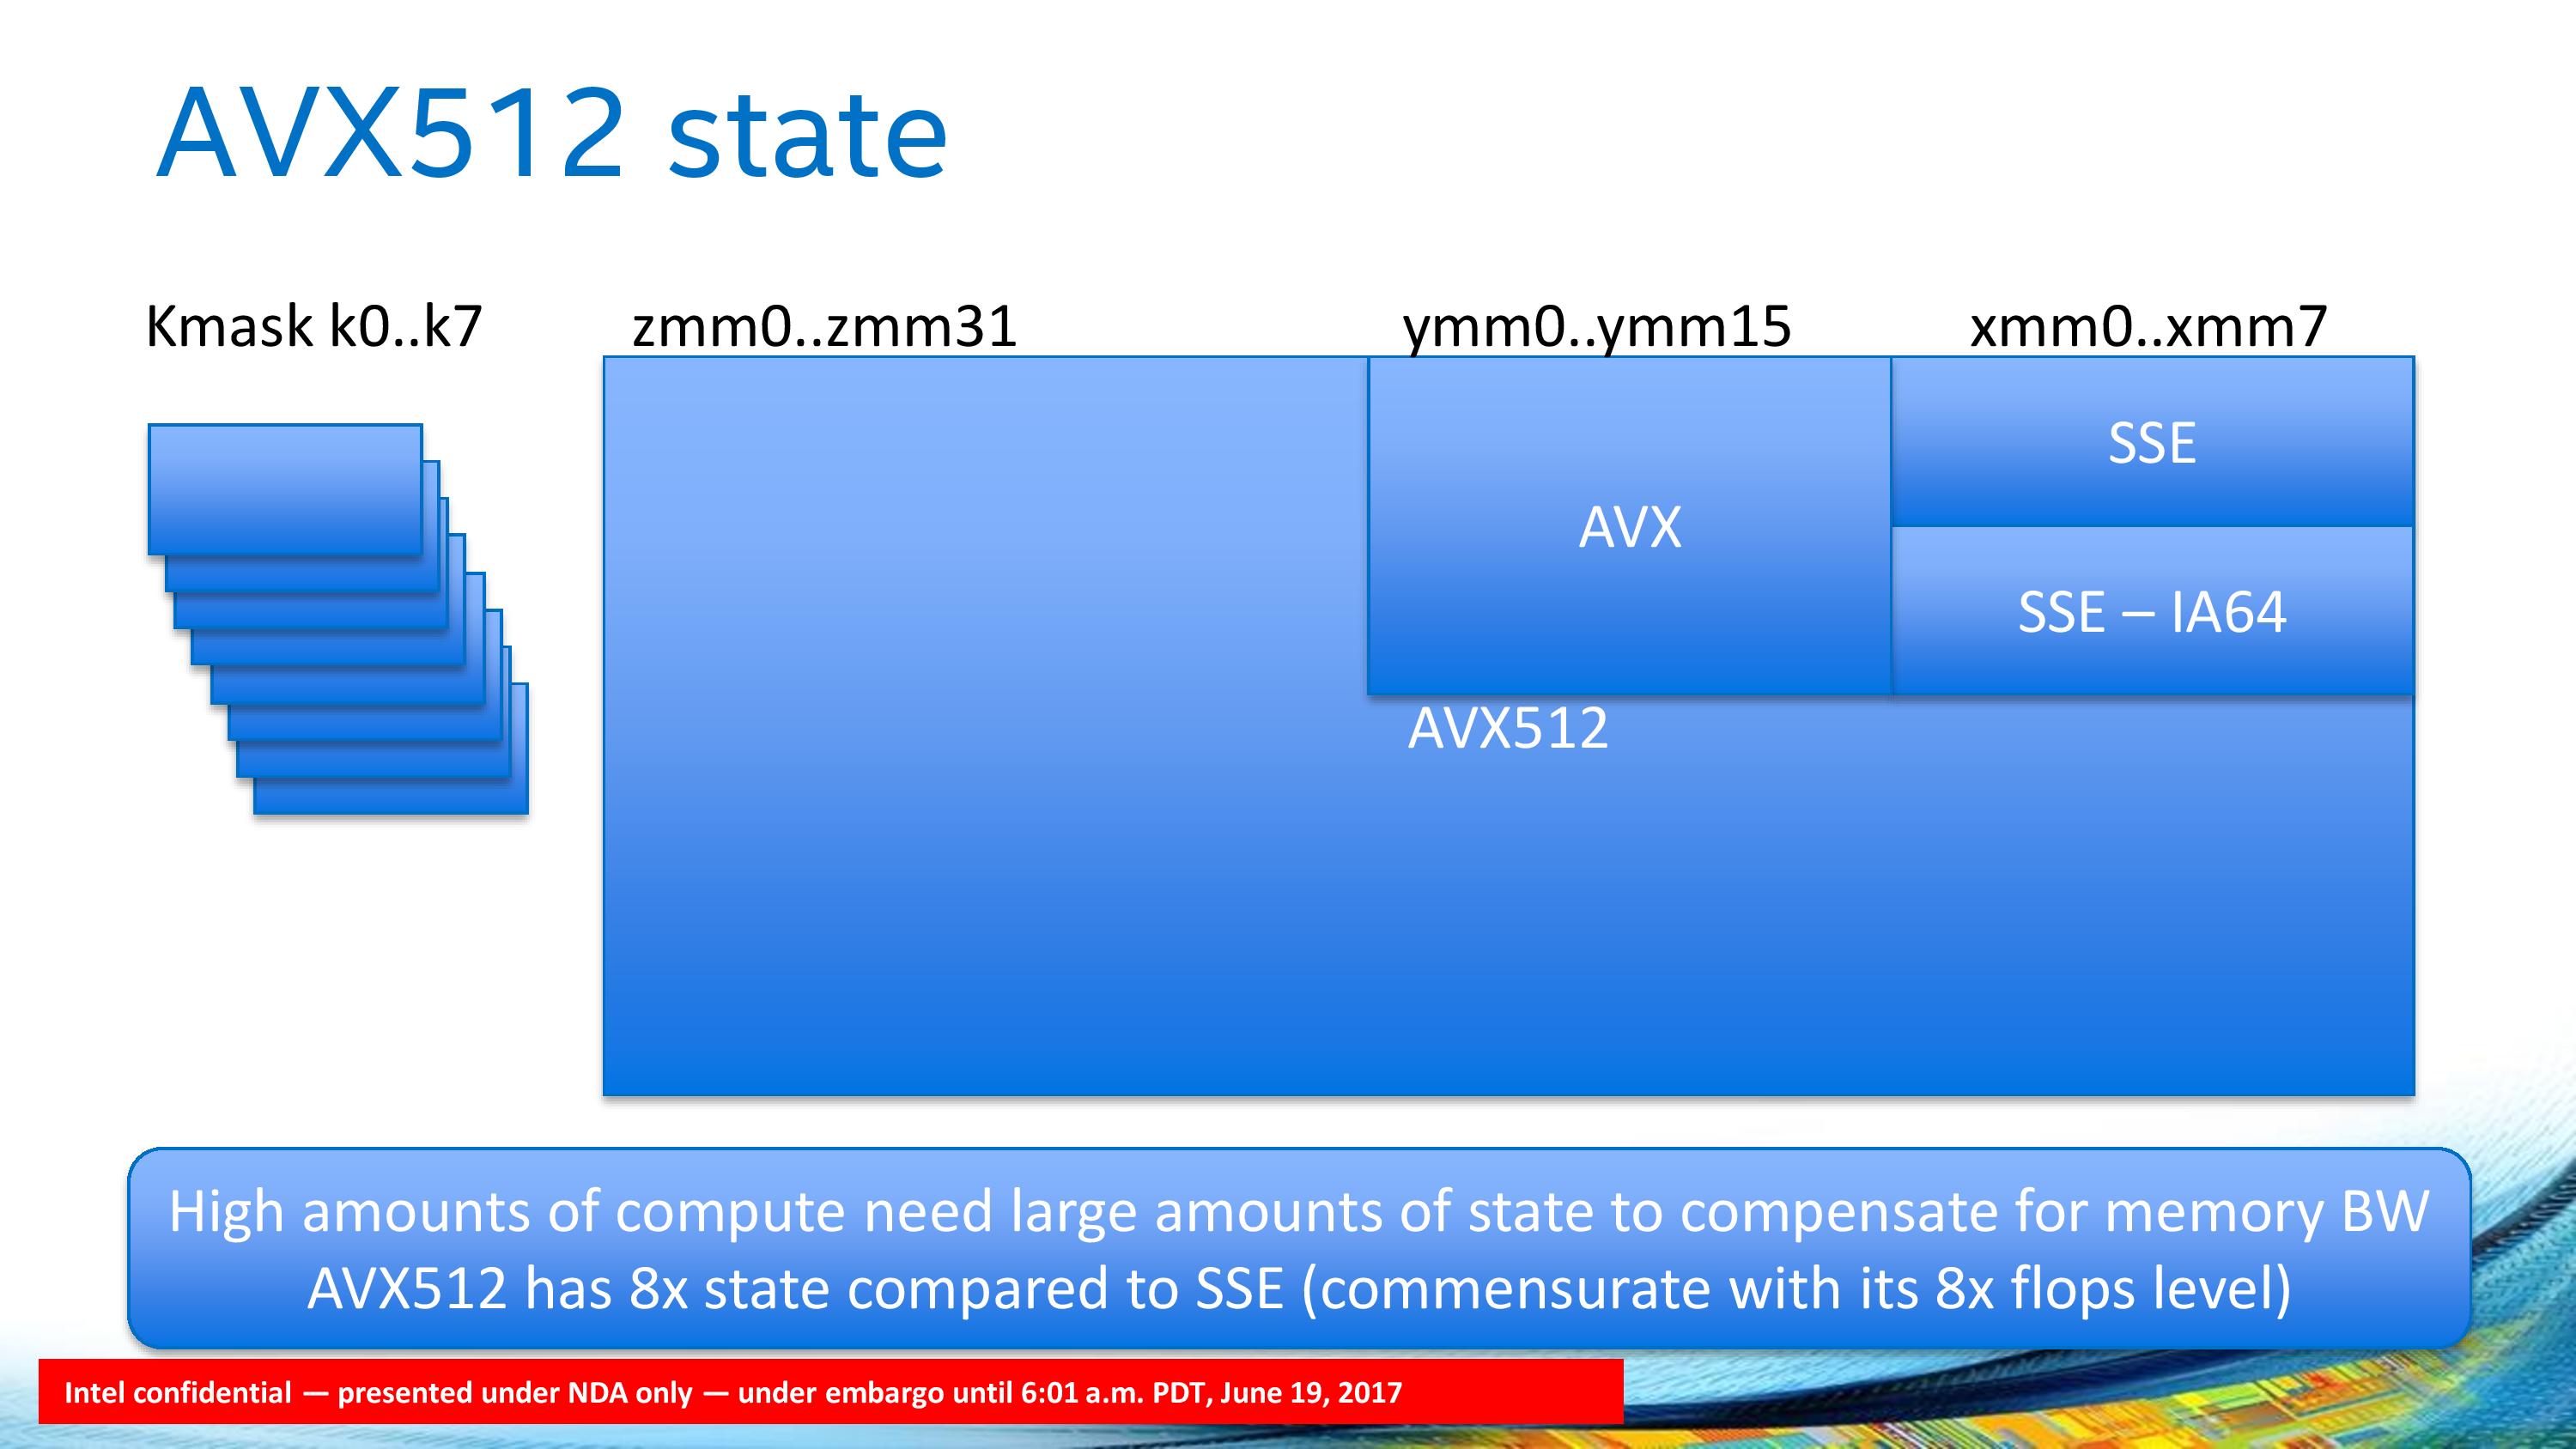 AVX512 state
Kmask k0..k7
zmm0..zmm31
ymm0..ymm15
xmm0..xmm7
SSE
AVX
SSE – IA64
AVX512
High amounts of compute need large amounts of state to compensate for memory BW
AVX512 has 8x state compared to SSE (commensurate with its 8x flops level)
Intel confidential — presented under NDA only — under embargo until 6:01 a.m. PDT, June 19, 2017